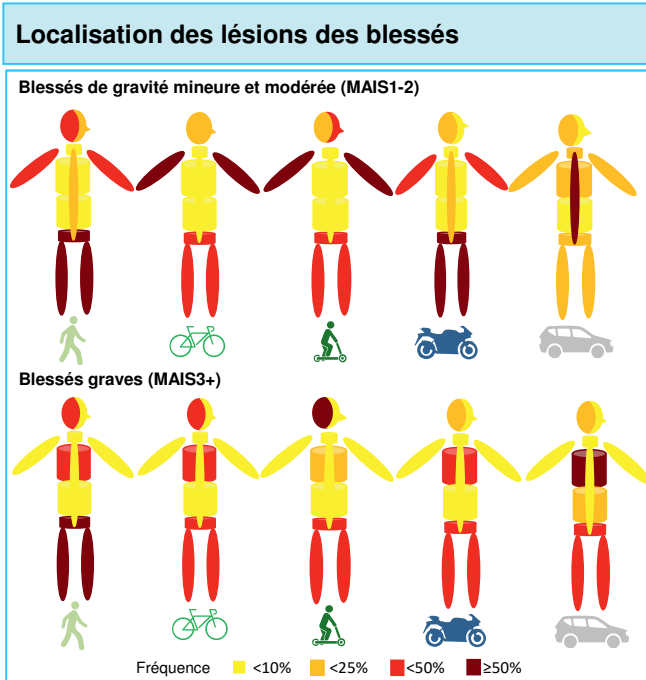 Localisation des lésions des blessés
Blessés de gravité mineure et modérée (MAIS1-2)
Blessés graves (MAIS3+)
Fréquence <10% <25% <50% ≥50%